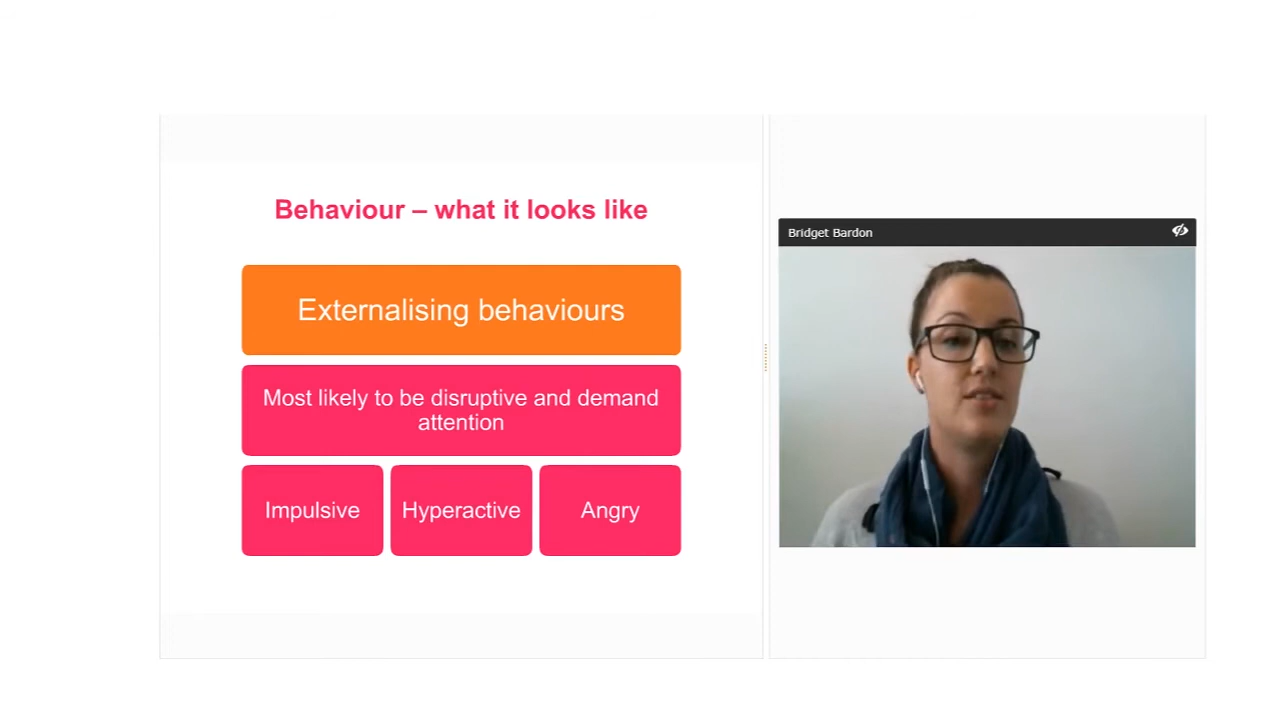 Behaviour – what it looks like
Externalising behaviours
Most likely to be disruptive and demand
attention
Impulsive
Hyperactive
Angry
Bridget Bardon